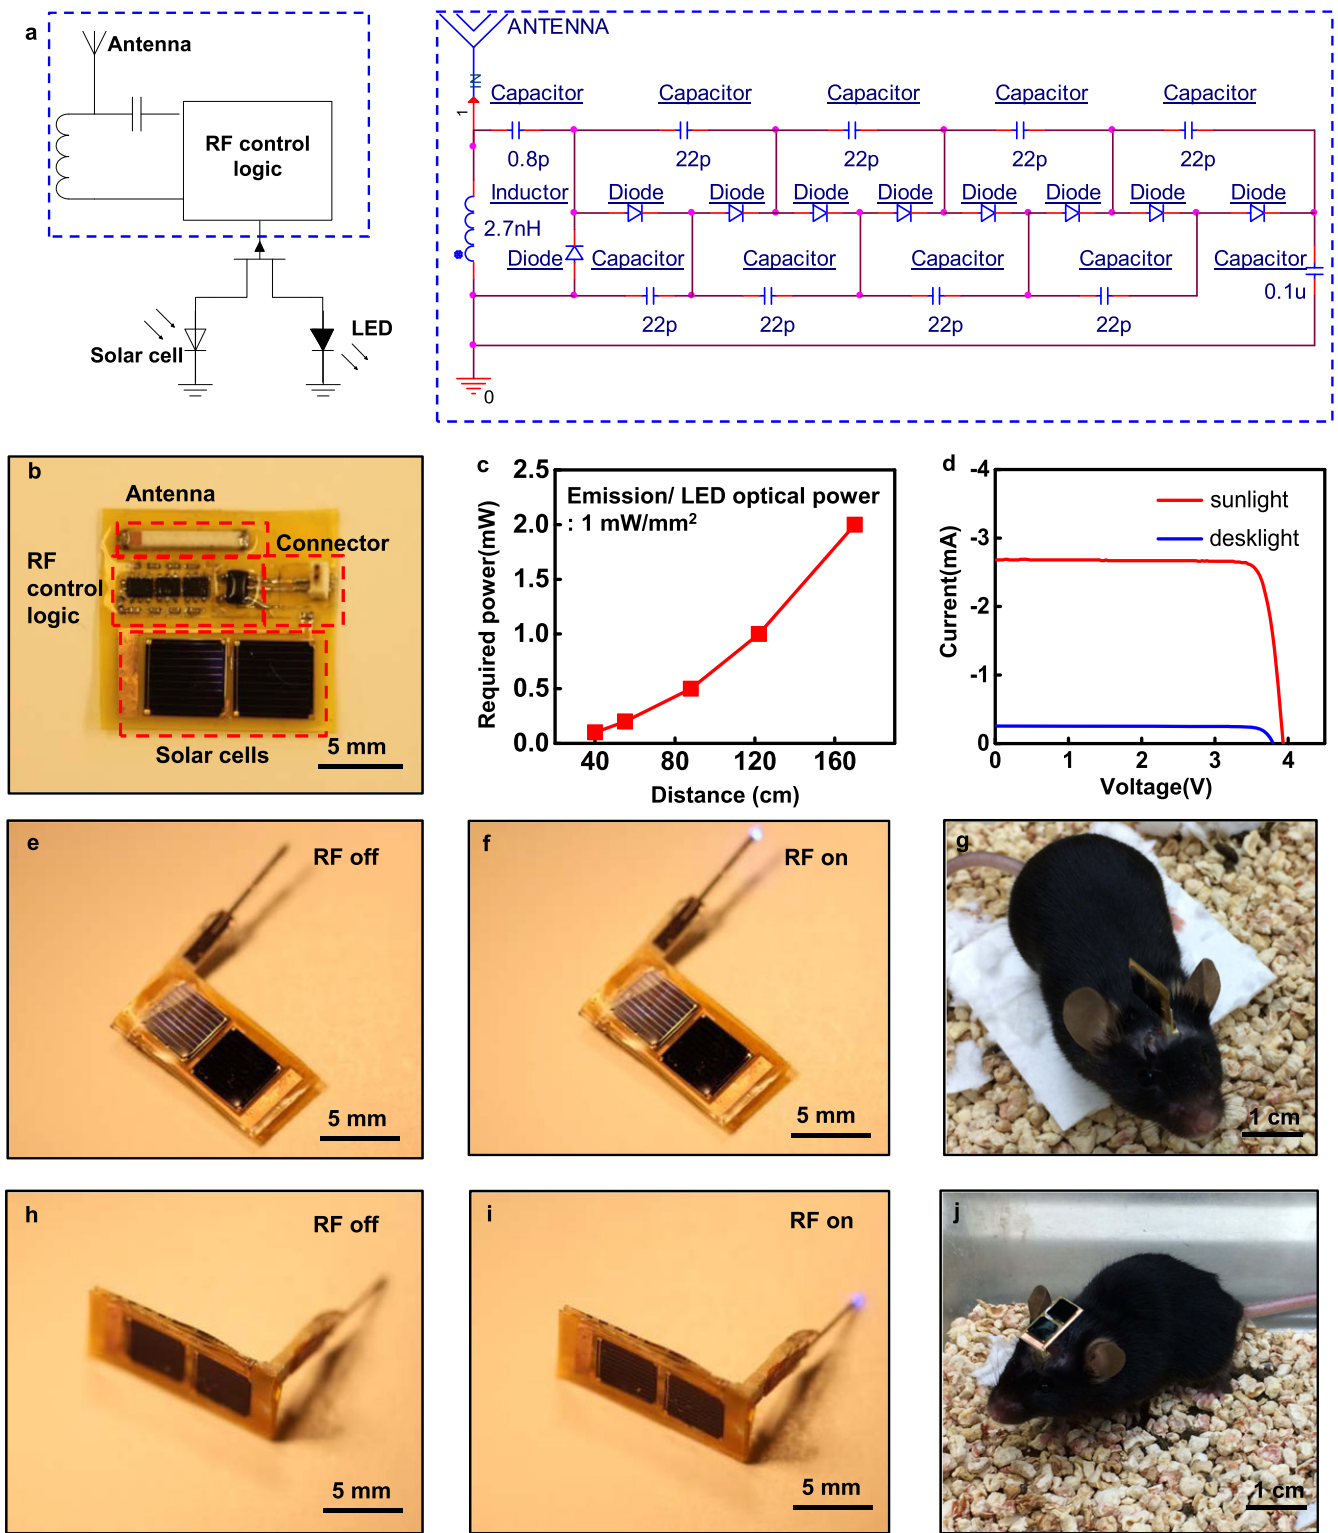 a
Antenna
RF control
logic
Solar cell
LED
ANTENNA
IN
1
Capacitor Capacitor Capacitor Capacitor Capacitor
0.8p 22p 22p 22p 22p
Inductor Diode Diode Diode Diode Diode Diode Diode Diode
2.7nH
Diode Capacitor Capacitor Capacitor Capacitor Capacitor
0.1u
22p 22p 22p 22p
0
b
Antenna
Connector
RF
control
logic
Solar cells
5 mm
c
Emission/ LED optical power
: 1 mW/mm²
Required power(mW)
2.5
2.0
1.5
1.0
0.5
0.0
40 80 120 160
Distance (cm)
d
sunlight
desklight
Current(mA)
-4
-3
-2
-1
0
0 1 2 3 4
Voltage(V)
e
RF off
5 mm
f
RF on
5 mm
g
1 cm
h
RF off
5 mm
i
RF on
5 mm
j
1 cm